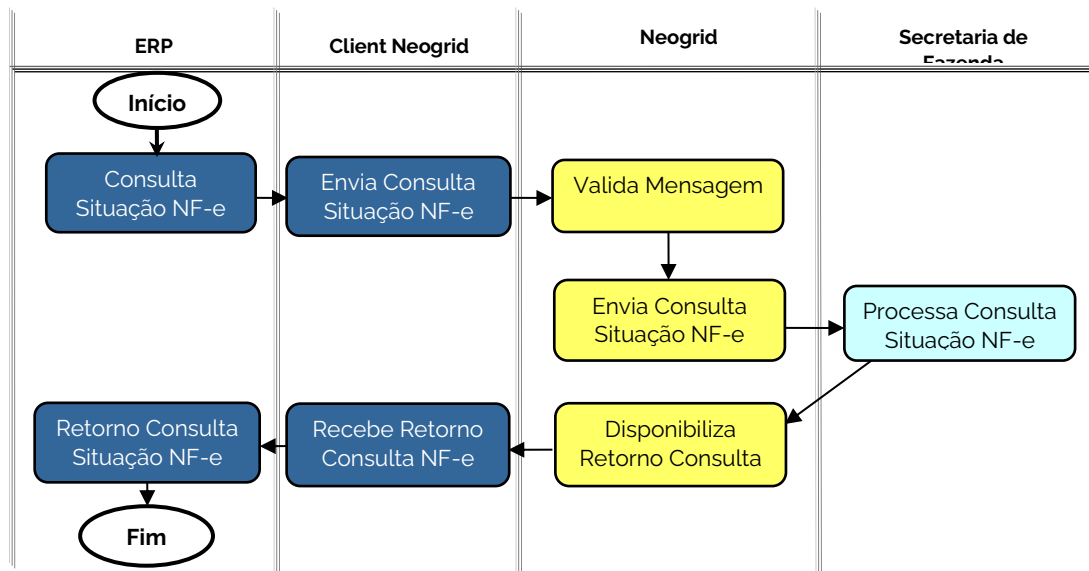 ERP
Client Neogrid
Neogrid
Secretaria de
Fazenda
Início
Consulta
Situação NF-e
Envia Consulta
Situação NF-e
Valida Mensagem
Envia Consulta
Situação NF-e
Processa Consulta
Situação NF-e
Retorno Consulta
Situação NF-e
Recebe Retorno
Consulta NF-e
Disponibiliza
Retorno Consulta
Fim